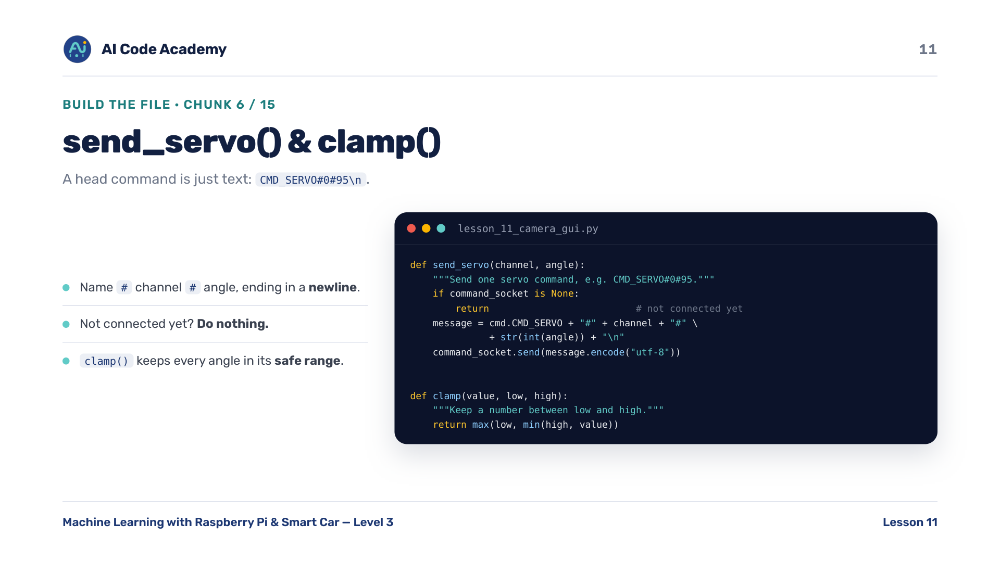 AI Code Academy
11
BUILD THE FILE • CHUNK 6 / 15
send_servo() & clamp()
A head command is just text: CMD_SERVO#0#95\n.
Name # channel # angle, ending in a newline.
Not connected yet? Do nothing.
clamp() keeps every angle in its safe range.
lesson_11_camera_gui.py
def send_servo(channel, angle):
    """Send one servo command, e.g. CMD_SERVO#0#95."""
    if command_socket is None:
        return                          # not connected yet
    message = cmd.CMD_SERVO + "#" + channel + "#" \
              + str(int(angle)) + "\n"
    command_socket.send(message.encode("utf-8"))
def clamp(value, low, high):
    """Keep a number between low and high."""
    return max(low, min(high, value))
Machine Learning with Raspberry Pi & Smart Car — Level 3
Lesson 11